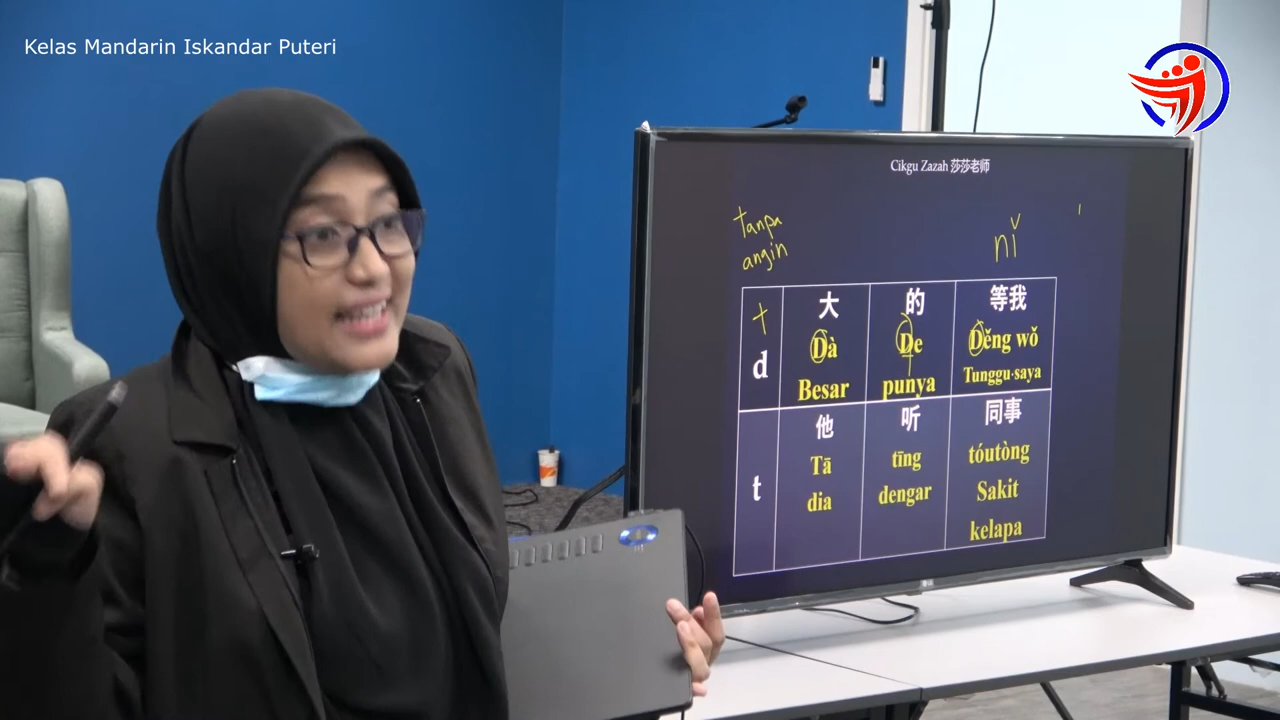 Kelas Mandarin Iskandar Puteri
Cikgu Zazah 莎莎老师
tanpa
angin
nǐ
t
d
大
Dà
Besar
的
De
punya
等我
Děng wǒ
Tunggu·saya
t
他
Tā
dia
听
tīng
dengar
同事
tóutòng
Sakit
kelapa